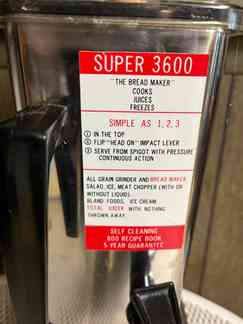 SUPER 3600
"THE BREAD MAKER"
COOKS
JUICES
FREEZES
SIMPLE AS 1, 2, 3
① IN THE TOP
② FLIP "HEAD ON" IMPACT LEVER
③ SERVE FROM SPIGOT WITH PRESSURE
CONTINUOUS ACTION
ALL GRAIN GRINDER AND BREAD MAKER
SALAD, ICE, MEAT CHOPPER (WITH OR
WITHOUT LIQUID).
BLAND FOODS, ICE CREAM.
TOTAL JUICER WITH NOTHING
THROWN AWAY.
SELF CLEANING
800 RECIPE BOOK
5 YEAR GUARANTEE